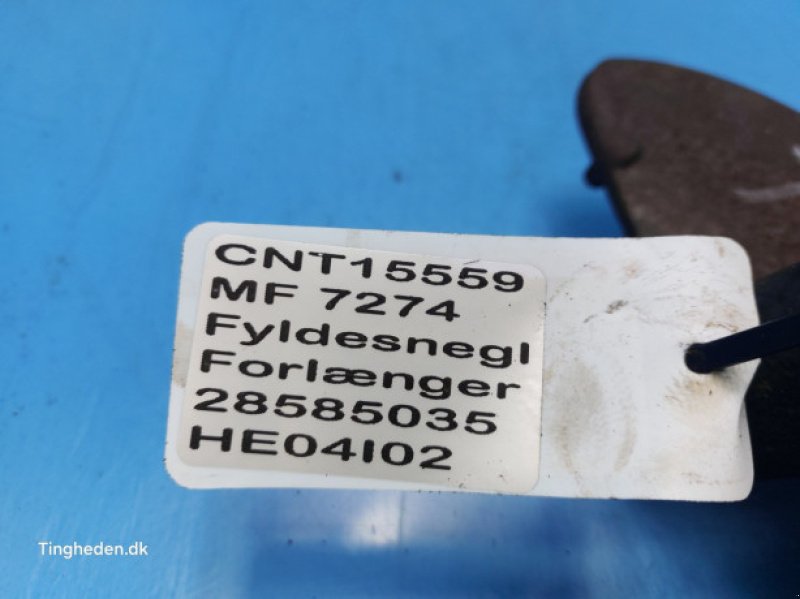 CNT15559
MF 7274
Fyldesnegl
Forlænger
28585035
HE04I02
Tingheden.dk